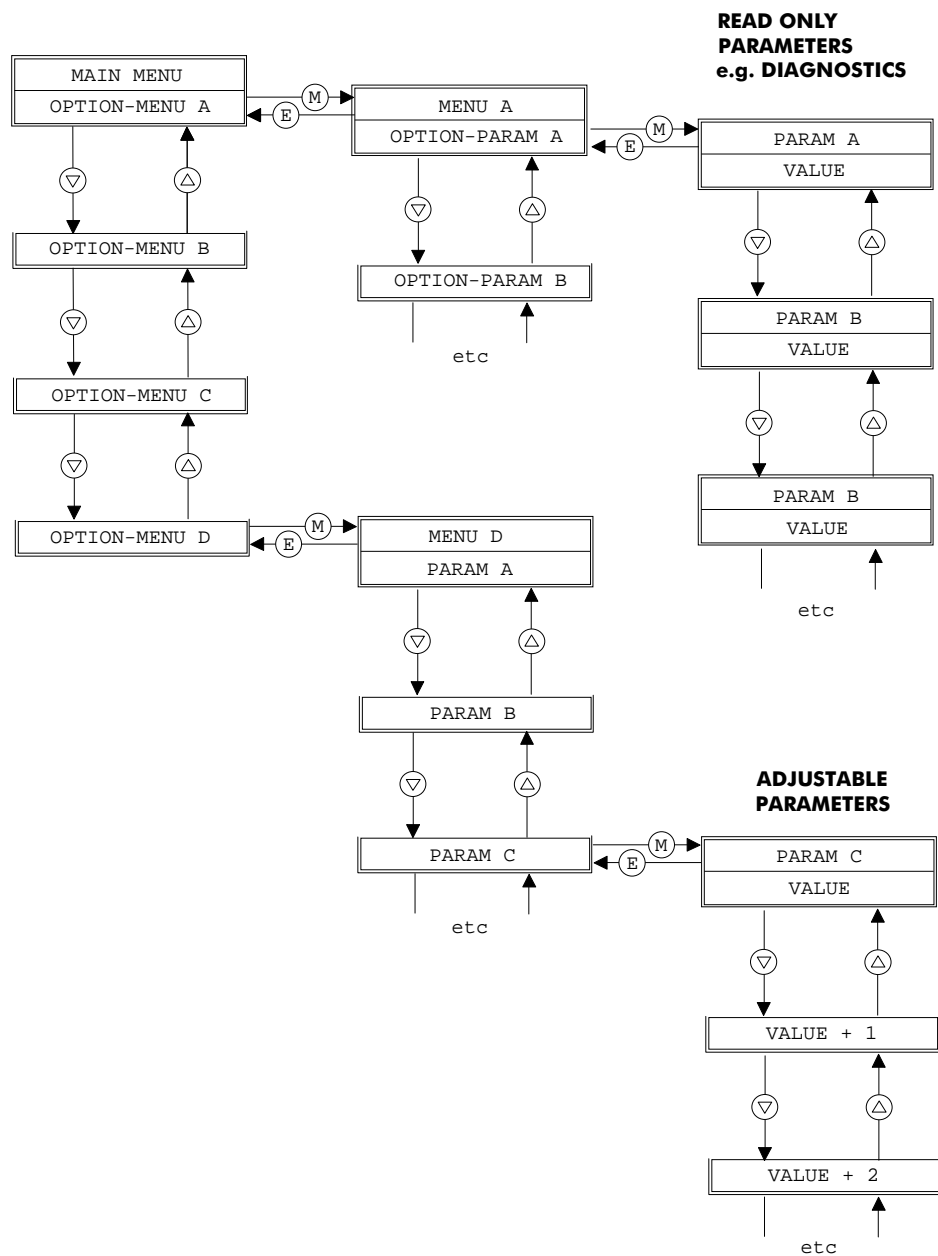 READ ONLY
PARAMETERS
e.g. DIAGNOSTICS
MAIN MENU
OPTION-MENU A
M
E
MENU A
OPTION-PARAM A
M
E
PARAM A
VALUE
OPTION-MENU B
OPTION-PARAM B
etc
PARAM B
VALUE
OPTION-MENU C
PARAM B
VALUE
etc
OPTION-MENU D
M
E
MENU D
PARAM A
PARAM B
ADJUSTABLE
PARAMETERS
PARAM C
etc
M
E
PARAM C
VALUE
VALUE + 1
VALUE + 2
etc